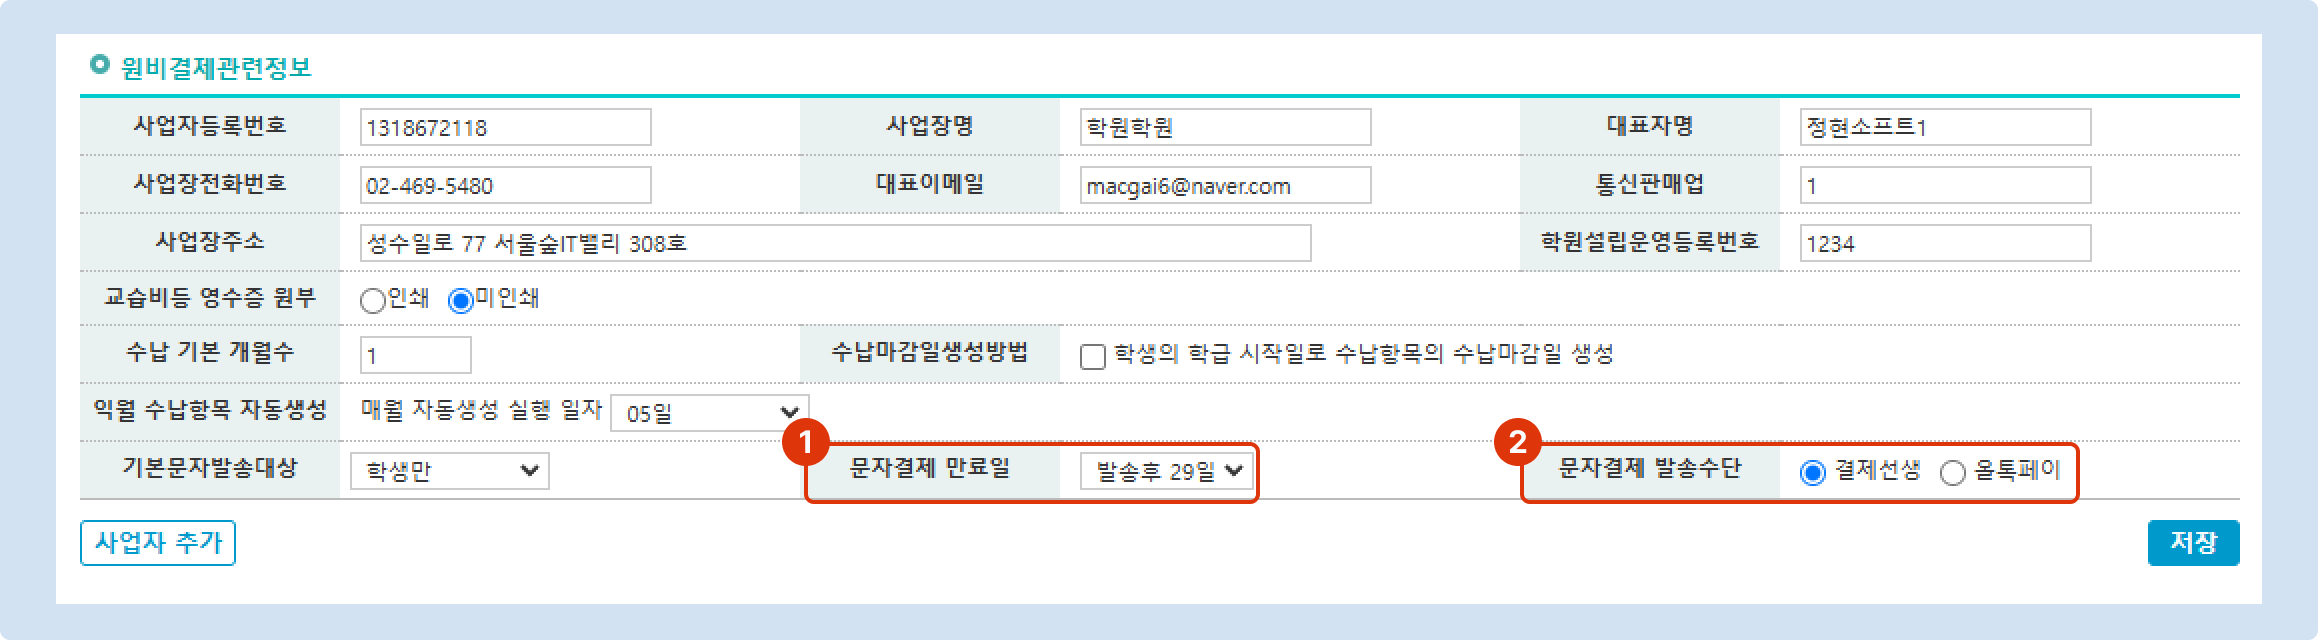 원비결제관련정보
사업자등록번호 1318672118 사업장명 학원학원 대표자명 정현소프트1
사업장전화번호 02-469-5480 대표이메일 macgai6@naver.com 통신판매업 1
사업장주소 성수일로 77 서울숲IT밸리 308호 학원설립운영등록번호 1234
교습비등 영수증 원부 인쇄 미인쇄
수납 기본 개월수 1 수납마감일생성방법 학생의 학급 시작일로 수납항목의 수납마감일 생성
익월 수납항목 자동생성 매월 자동생성 실행 일자 05일
1 2
기본문자발송대상 학생만 문자결제 만료일 발송후 29일 문자결제 발송수단 결제선생 올톡페이
사업자 추가 저장